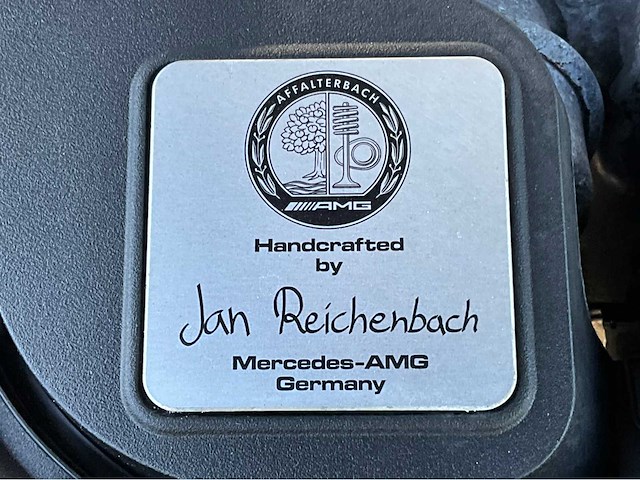 AFFALTERBACH
AMG
Handcrafted
by
Jan Reichenbach
Mercedes-AMG
Germany